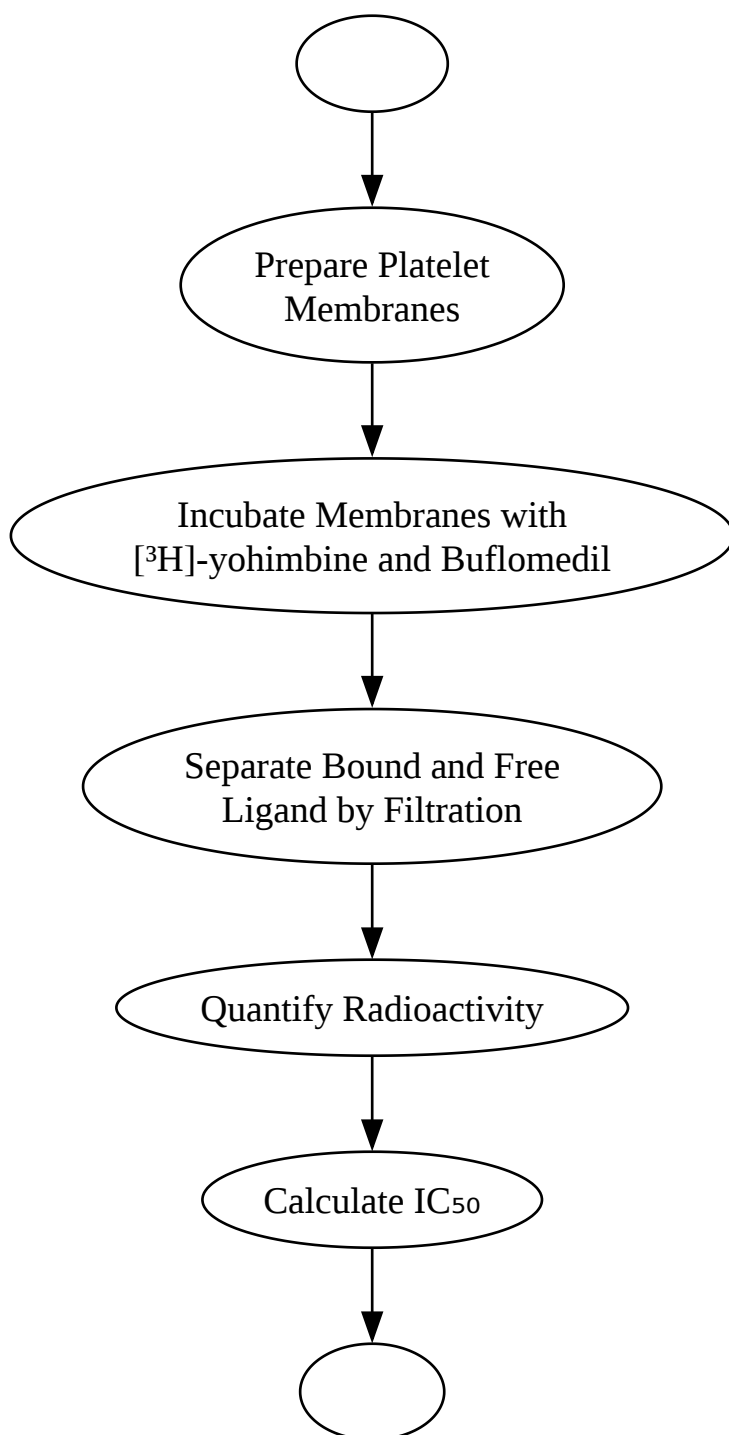 Prepare Platelet
Membranes
Incubate Membranes with
[³H]-yohimbine and Buflomedil
Separate Bound and Free
Ligand by Filtration
Quantify Radioactivity
Calculate IC₅₀